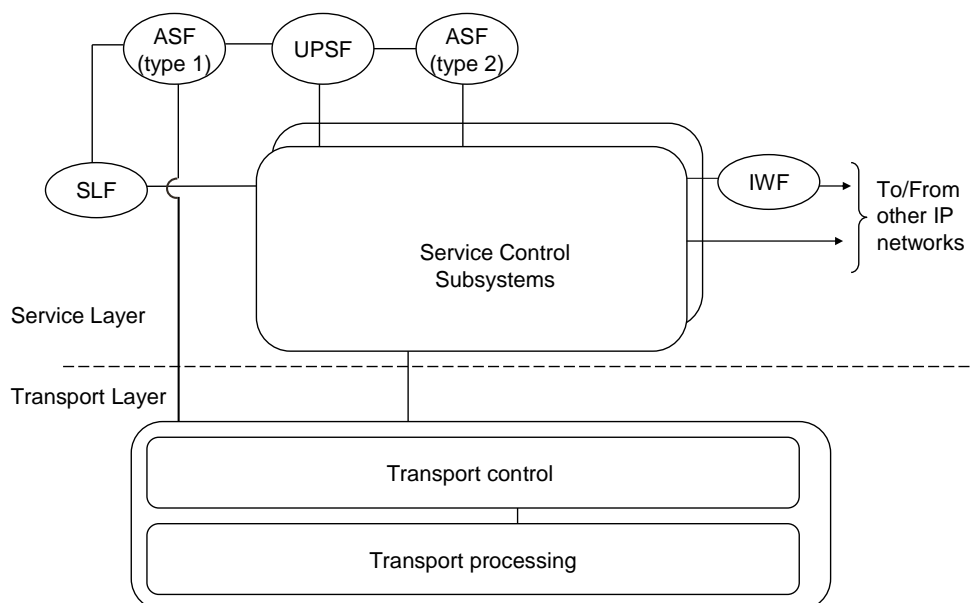 ASF
(type 1)
UPSF
ASF
(type 2)
SLF
IWF
To/From
other IP
networks
Service Control
Subsystems
Service Layer
Transport Layer
Transport control
Transport processing